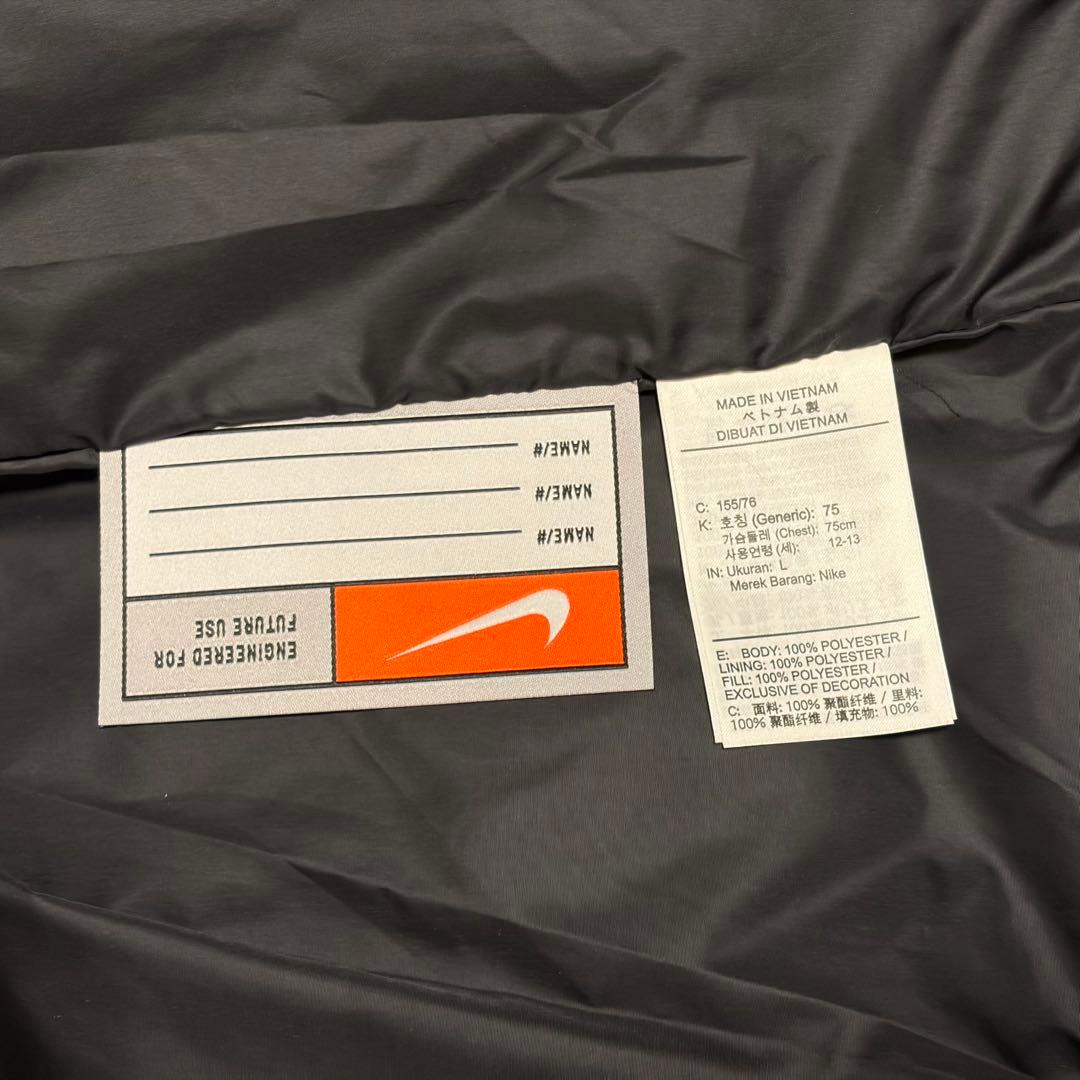 NAME/#
NAME/#
NAME/#
ENGINEERED FOR
FUTURE USE
MADE IN VIETNAM
ベトナム製
DIBUAT DI VIETNAM
C: 155/76
K: 호칭 (Generic): 75
가슴둘레 (Chest): 75cm
사용연령 (세): 12-13
IN: Ukuran: L
Merek Barang: Nike
E: BODY: 100% POLYESTER /
LINING: 100% POLYESTER /
FILL: 100% POLYESTER /
EXCLUSIVE OF DECORATION
C: 面料: 100% 聚酯纤维 / 里料:
100% 聚酯纤维 / 填充物: 100%